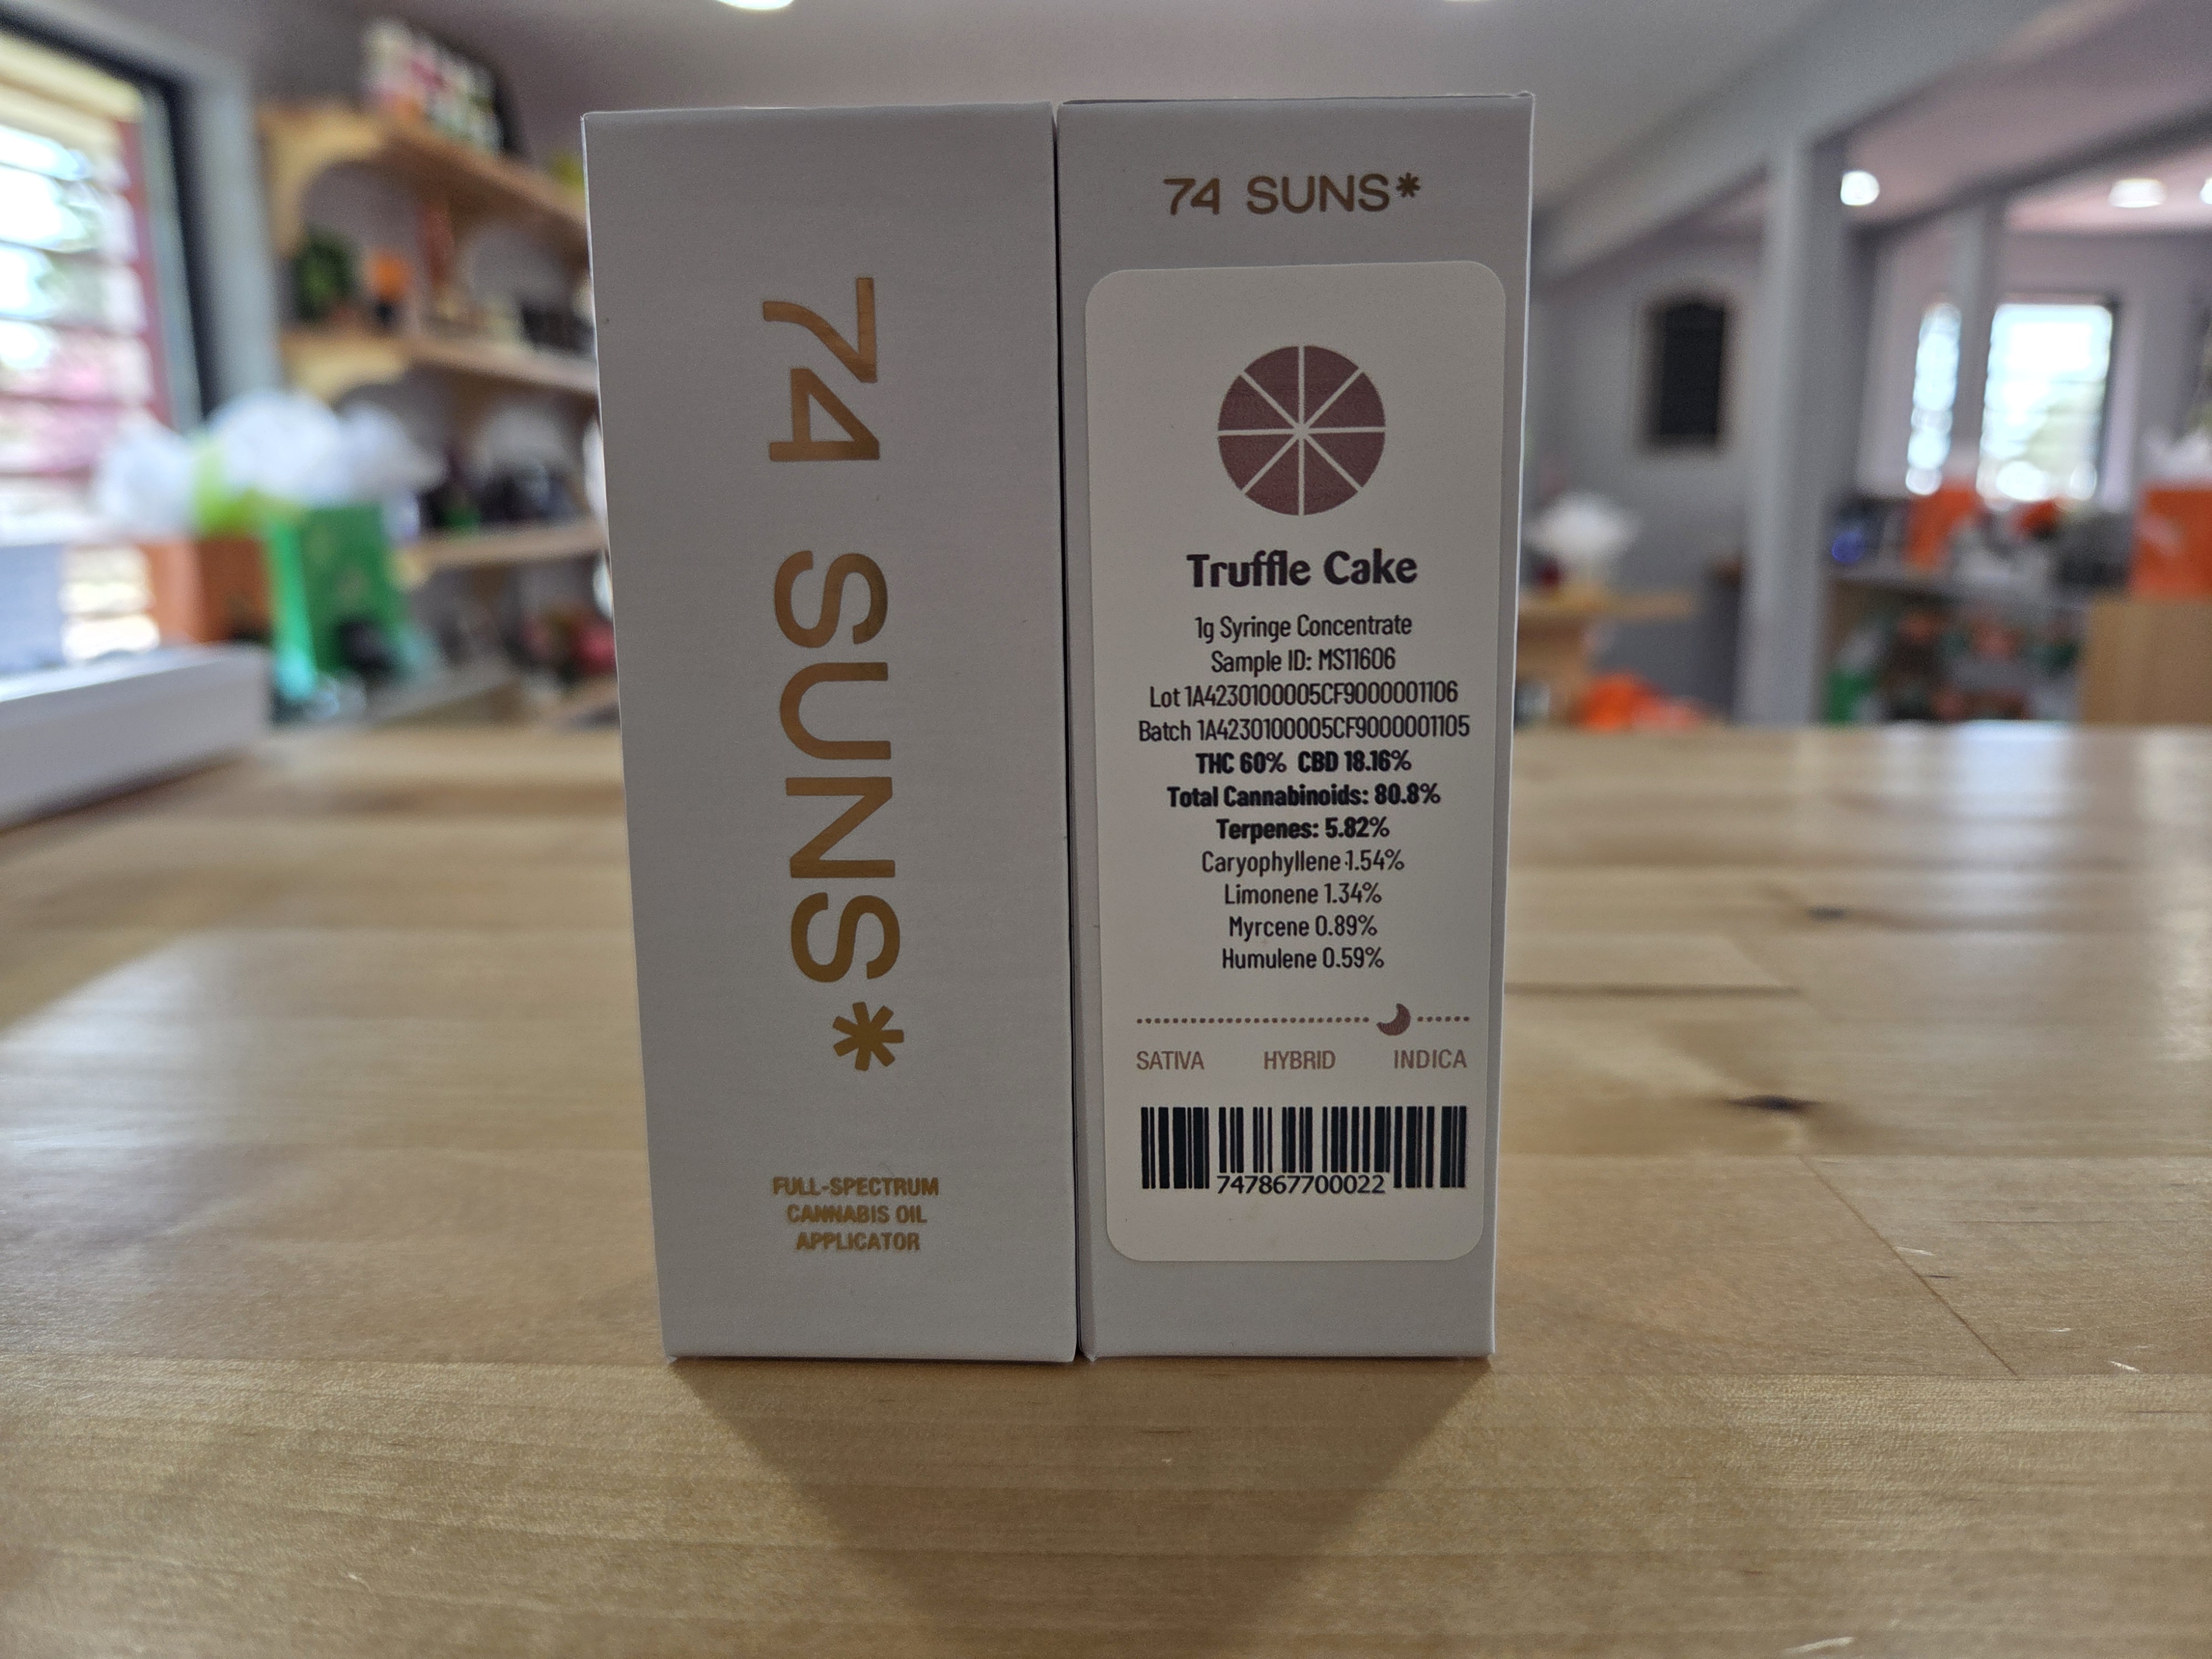 74 SUNS*
FULL-SPECTRUM
CANNABIS OIL
APPLICATOR
74 SUNS*
Truffle Cake
1g Syringe Concentrate
Sample ID: MS11606
Lot 1A4230100005CF9000001106
Batch 1A4230100005CF9000001105
THC 60% CBD 18.16%
Total Cannabinoids: 80.8%
Terpenes: 5.82%
Caryophyllene 1.54%
Limonene 1.34%
Myrcene 0.89%
Humulene 0.59%
SATIVA HYBRID INDICA
747867700022